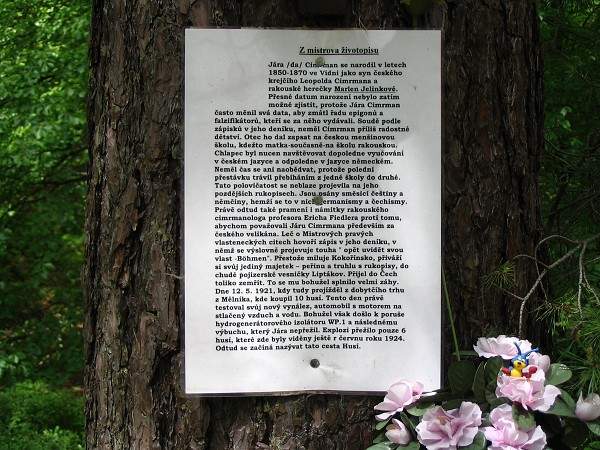 Z mistrova životopisu
Jára /da/ Cimrman se narodil v letech
1850-1870 ve Vídni jako syn českého
krejčího Leopolda Cimrmana a
rakouské herečky Marlen Jelinkové.
Přesné datum narození nebylo zatím
možné zjistit, protože Jára Cimrman
často měnil svá data, aby zmátl řadu epigonů a
falzifikátorů, kteří se za něho vydávali. Soudě podle
zápisků v jeho deníku, neměl Cimrman příliš radostné
dětství. Otec ho dal zapsat na českou menšinovou
školu, kdežto matka-současně-na školu rakouskou.
Chlapec byl nucen navštěvovat dopoledne vyučování
v českém jazyce a odpoledne v jazyce německém.
Neměl čas se ani naobědvat, protože polední
přestávku trávil přebíháním z jedné školy do druhé.
Tato polovičatost se neblaze projevila na jeho
pozdějších rukopisech. Jsou psány směsicí češtiny a
němčiny, hemží se to v nich germanismy a čechismy.
Právě odtud také pramení i námitky rakouského
cimrmanologa profesora Ericha Fiedlera proti tomu,
abychom považovali Járu Cimrmana především za
českého velikána. Leč o Mistrových pravých
vlasteneckých citech hovoří zápis v jeho deníku, v
němž se výslovně projevuje touha " opět uvidět svou
vlast -Böhmen". Přestože miluje Kokořínsko, přiváží
si svůj jediný majetek – peřinu a truhlu s rukopisy, do
chudé pojizerské vesničky Liptákov. Přijel do Čech
toliko zemřít. To se mu bohužel splnilo velmi záhy.
Dne 12. 5. 1921, kdy tudy projížděl z dobytčího trhu
z Mělníka, kde koupil 10 husí. Tento den právě
testoval svůj nový vynález, automobil s motorem na
stlačený vzduch a vodu. Bohužel však došlo k poruše
hydrogenerátorového izolátoru WP.1 a následnému
výbuchu, který Jára nepřežil. Explozi přežilo pouze 6
husí, které zde byly viděny ještě r červnu roku 1924.
Odtud se začíná nazývat tato cesta Husí.